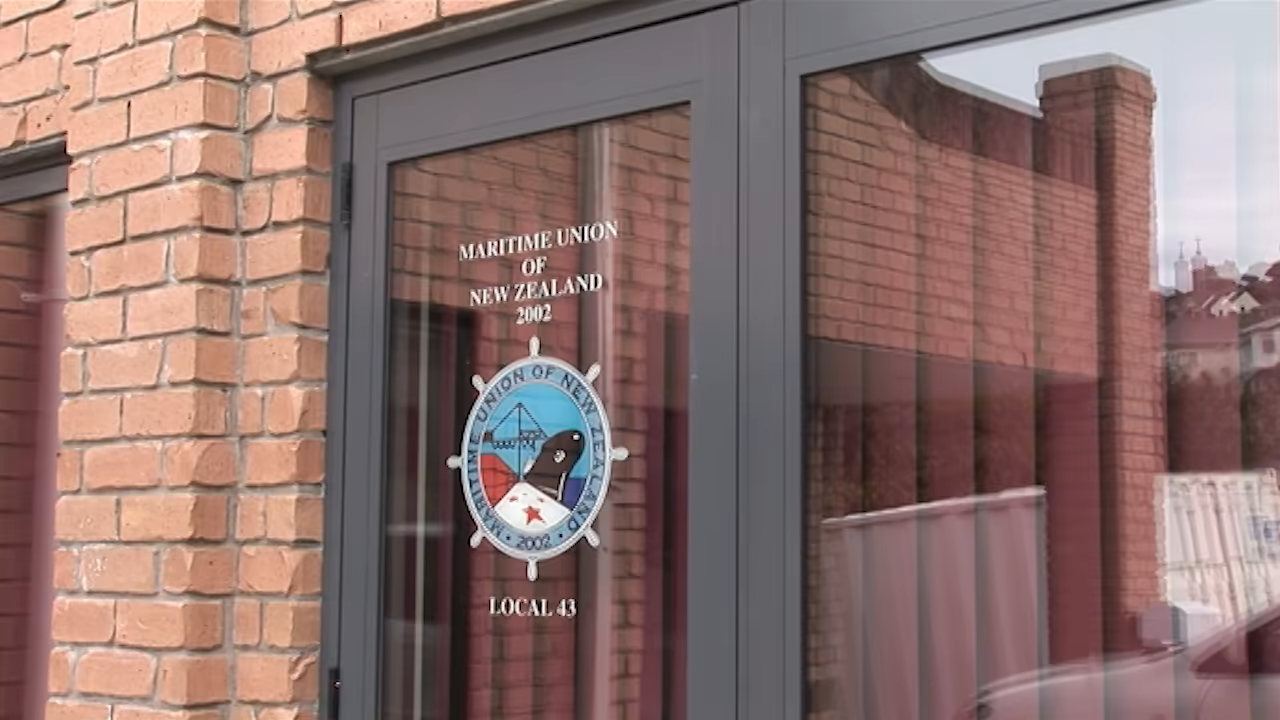 MARITIME UNION
OF
NEW ZEALAND
2002
MARITIME UNION OF NEW ZEALAND
• 2002 •
LOCAL 43